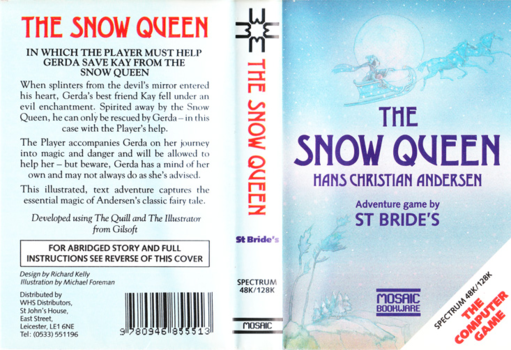 THE SNOW QUEEN
IN WHICH THE PLAYER MUST HELP
GERDA SAVE KAY FROM THE
SNOW QUEEN
When splinters from the devil's mirror entered
his heart, Gerda's best friend Kay fell under an
evil enchantment. Spirited away by the Snow
Queen, he can only be rescued by Gerda – in this
case with the Player's help.
The Player accompanies Gerda on her journey
into magic and danger and will be allowed to
help her – but beware, Gerda has a mind of her
own and may not always do as she's advised.
This illustrated, text adventure captures the
essential magic of Andersen's classic fairy tale.
Developed using The Quill and The Illustrator
from Gilsoft
FOR ABRIDGED STORY AND FULL
INSTRUCTIONS SEE REVERSE OF THIS COVER
Design by Richard Kelly
Illustration by Michael Foreman
Distributed by
WHS Distributors,
St John's House,
East Street,
Leicester, LE1 6NE
Tel: (0533) 551196
9 780946 855513
THE SNOW QUEEN
St Bride's
SPECTRUM
48K/128K
MOSAIC
THE
SNOW QUEEN
HANS CHRISTIAN ANDERSEN
Adventure game by
ST BRIDE'S
MOSAIC
BOOKWARE
SPECTRUM 48K/128K
THE
COMPUTER
GAME